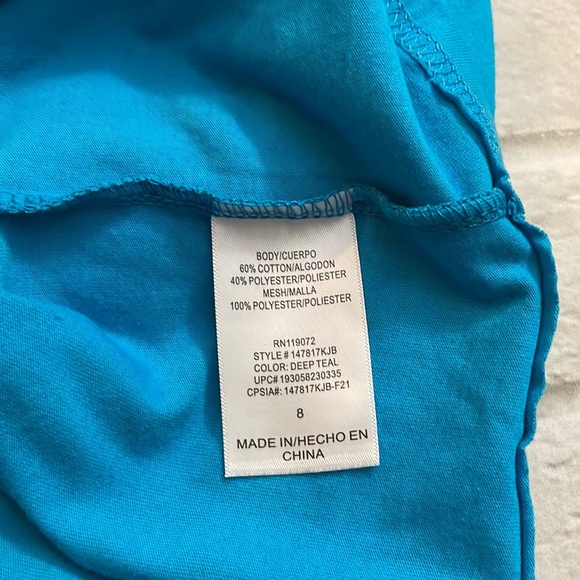 BODY/CUERPO
60% COTTON/ALGODON
40% POLYESTER/POLIESTER
MESH/MALLA
100% POLYESTER/POLIESTER
RN119072
STYLE # 147817KJB
COLOR: DEEP TEAL
UPC# 193058230335
CPSIA#: 147817KJB-F21
8
MADE IN/HECHO EN
CHINA